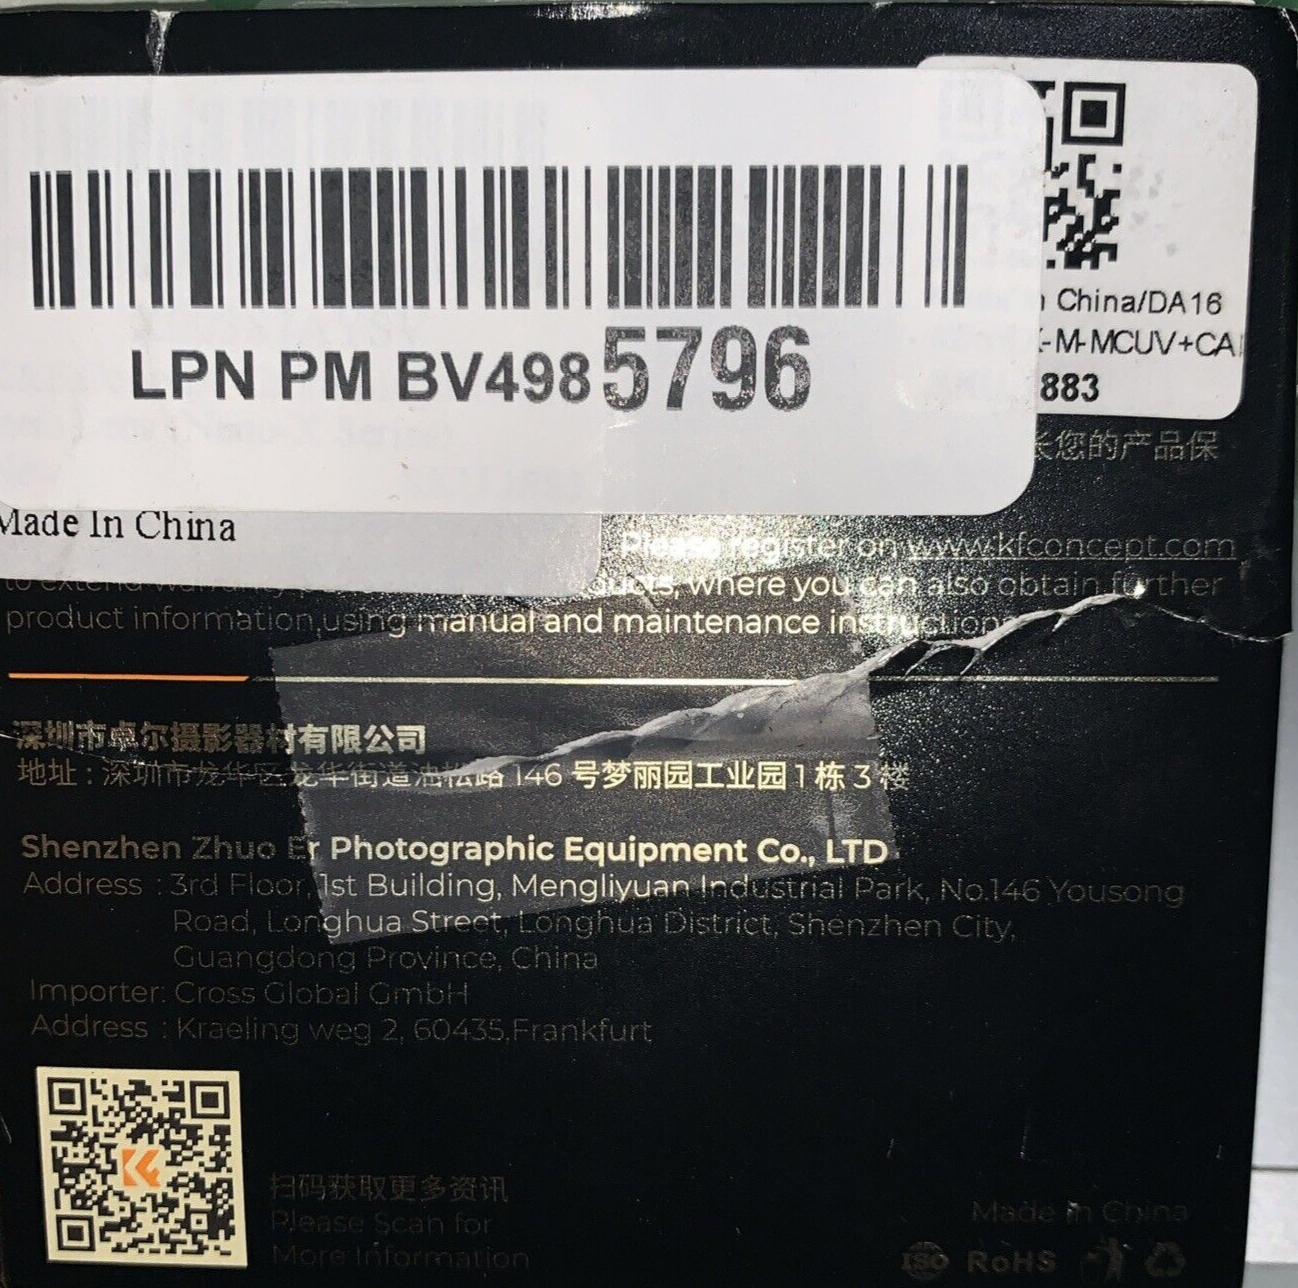 China/DA16
-M-MCUV+CA
883
LPN PM BV4985796
您的产品保
Made In China
Please register on www.kfconcept.com
to extend where you can also obtain further
product information,using manual and maintenance instructions
深圳市卓尔摄影器材有限公司
地址：深圳市龙华区龙华街道油松路 146 号梦丽园工业园 1 栋 3 楼
Shenzhen Zhuo Er Photographic Equipment Co., LTD
Address : 3rd Floor, 1st Building, Mengliyuan Industrial Park, No.146 Yousong
Road, Longhua Street, Longhua District, Shenzhen City,
Guangdong Province, China
Importer: Cross Global GmbH
Address : Kraeling weg 2, 60435,Frankfurt
扫码获取更多资讯
Please Scan for
More Information
Made in China
ISO RoHS